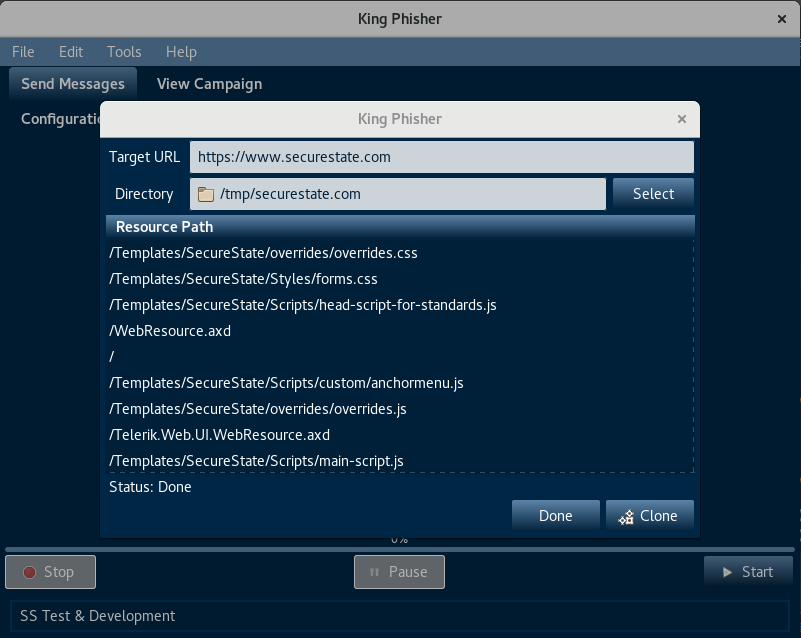 King Phisher
File Edit Tools Help
Send Messages View Campaign
Configuratio
King Phisher
Target URL https://www.securestate.com
Directory /tmp/securestate.com Select
Resource Path
/Templates/SecureState/overrides/overrides.css
/Templates/SecureState/Styles/forms.css
/Templates/SecureState/Scripts/head-script-for-standards.js
/WebResource.axd
/
/Templates/SecureState/Scripts/custom/anchormenu.js
/Templates/SecureState/overrides/overrides.js
/Telerik.Web.UI.WebResource.axd
/Templates/SecureState/Scripts/main-script.js
Status: Done
Done Clone
0%
Stop Pause Start
SS Test & Development